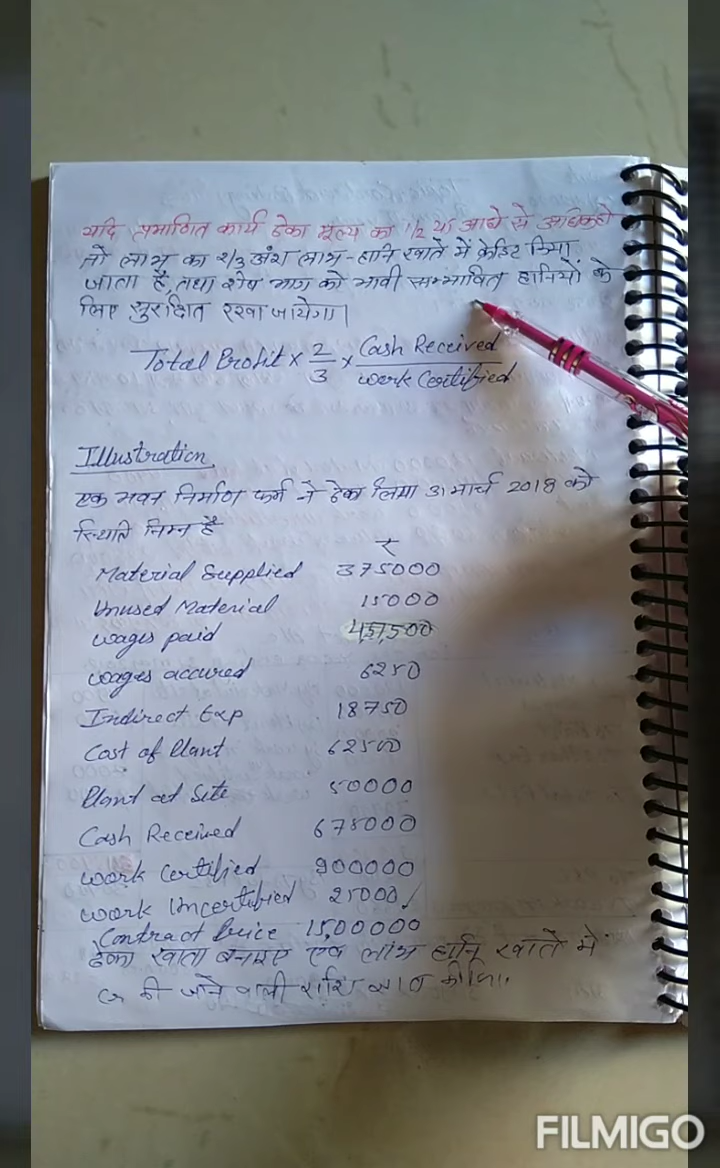 यदि प्रमाणित कार्य ठेका मूल्य का 1/2 या आधे से अधिक हो
तो लाभ का 2/3 अंश लाभ-हानि खाते में क्रेडिट किया
जाता है तथा शेष भाग को भावी सम्भावित हानियों के
लिए सुरक्षित रखा जायेगा।
Total Profit × 2/3 × Cash Received / Work Certified
Illustration
एक भवन निर्माण फर्म ने ठेका लिया 31 मार्च 2018 को
स्थिति निम्न है
₹
Material Supplied 375000
Unused Material 15000
wages paid 457,500
wages accured 6250
Indirect Exp 18750
Cost of Plant 62500
Plant at Site 50000
Cash Received 675000
work Certified 900000
work Uncertified 25000
Contract Price 15,00000
ठेका खाता बनाइए एवं लाभ हानि खाते में
Cr की जाने वाली राशि ज्ञात कीजिए।
FILMIGO